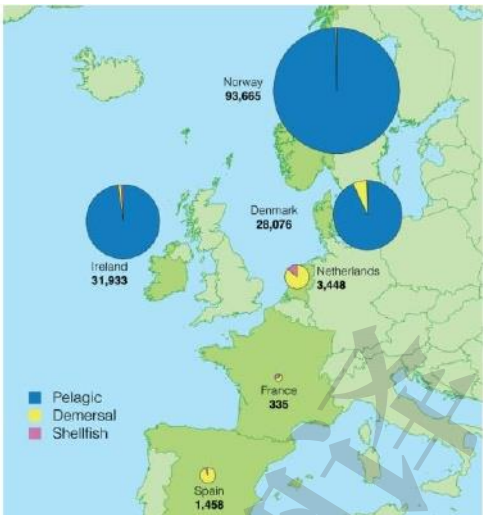 Norway
93,665
Denmark
28,076
Ireland
31,933
Netherlands
3,448
France
335
Pelagic
Demersal
Shellfish
Spain
1,458